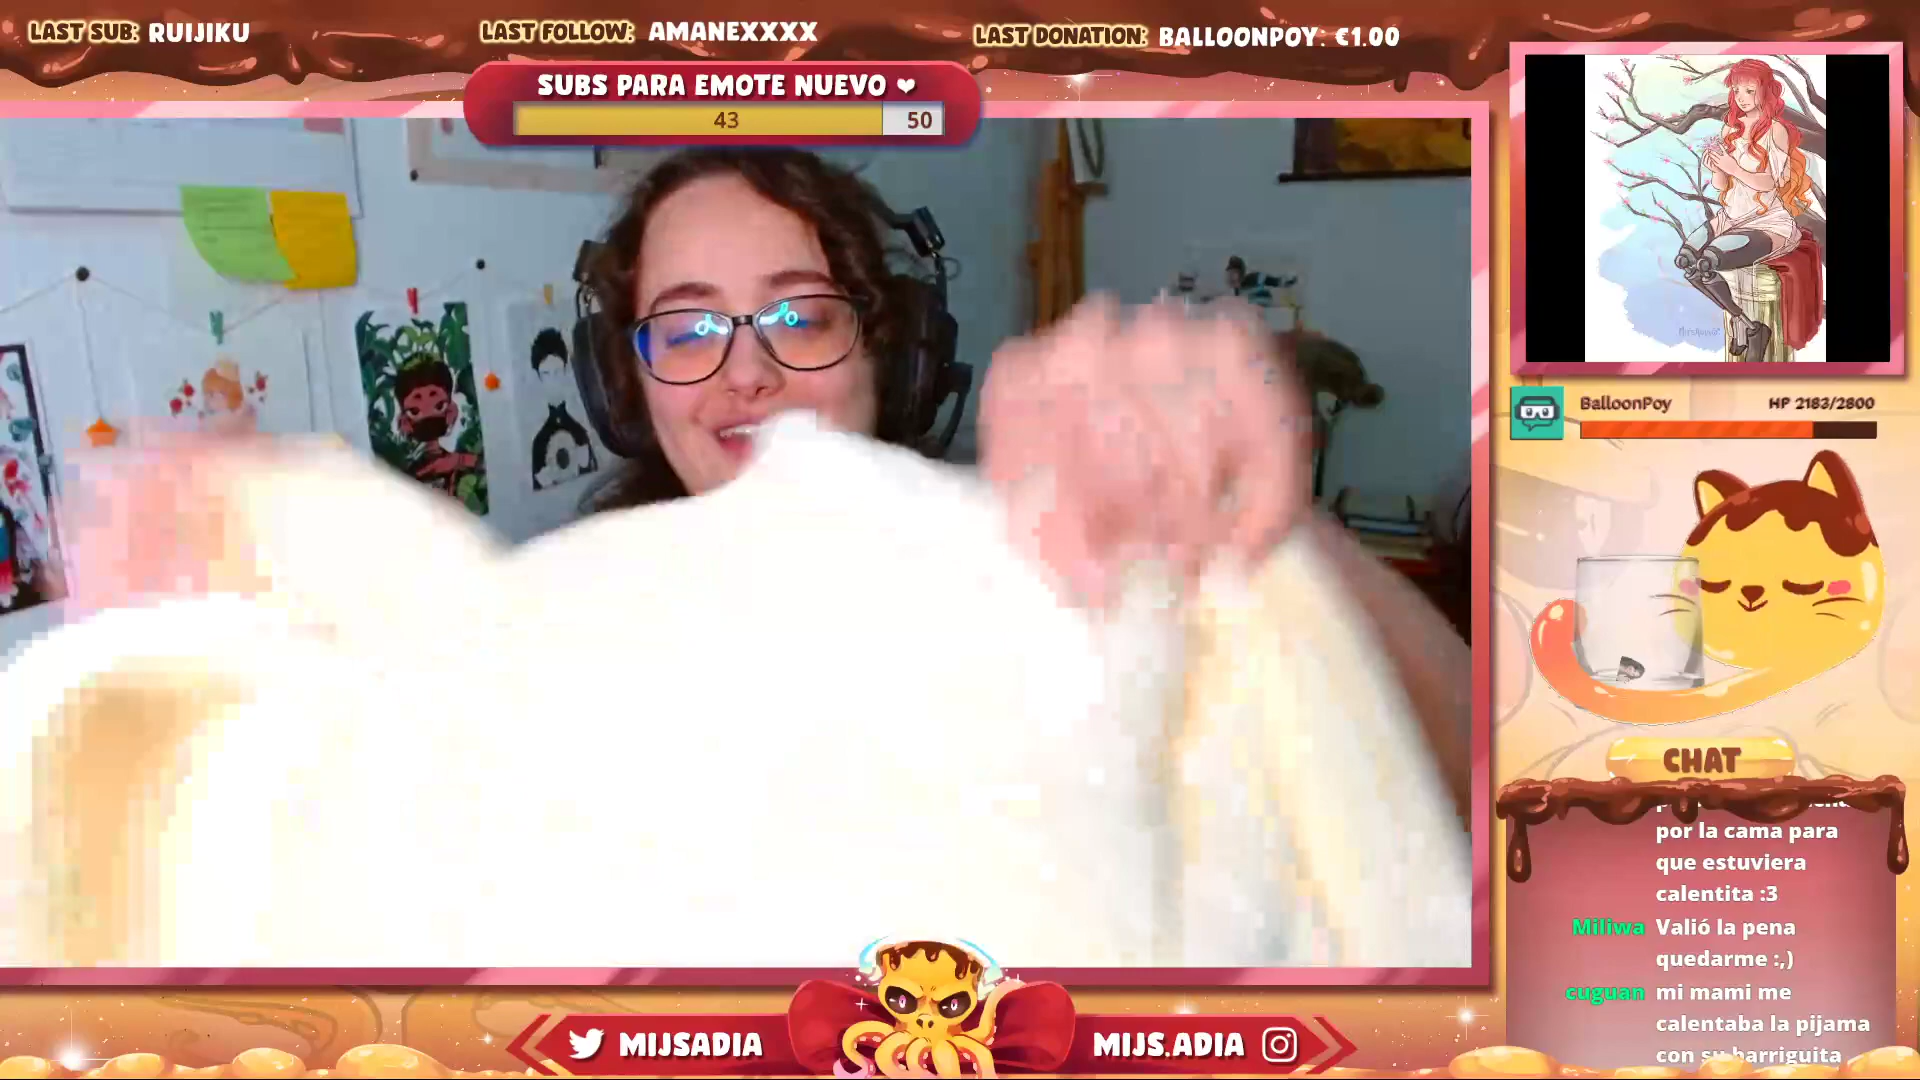 LAST SUB: RUIJIKU
LAST FOLLOW: AMANEXXXX
LAST DONATION: BALLOONPOY: €1.00
SUBS PARA EMOTE NUEVO ❤
43 50
BalloonPoy HP 2183/2800
CHAT
por la cama para
que estuviera
calentita :3
Miliwa Valió la pena
quedarme :,)
cuguan mi mami me
calentaba la pijama
con su barriguita
MIJSADIA
MIJS.ADIA